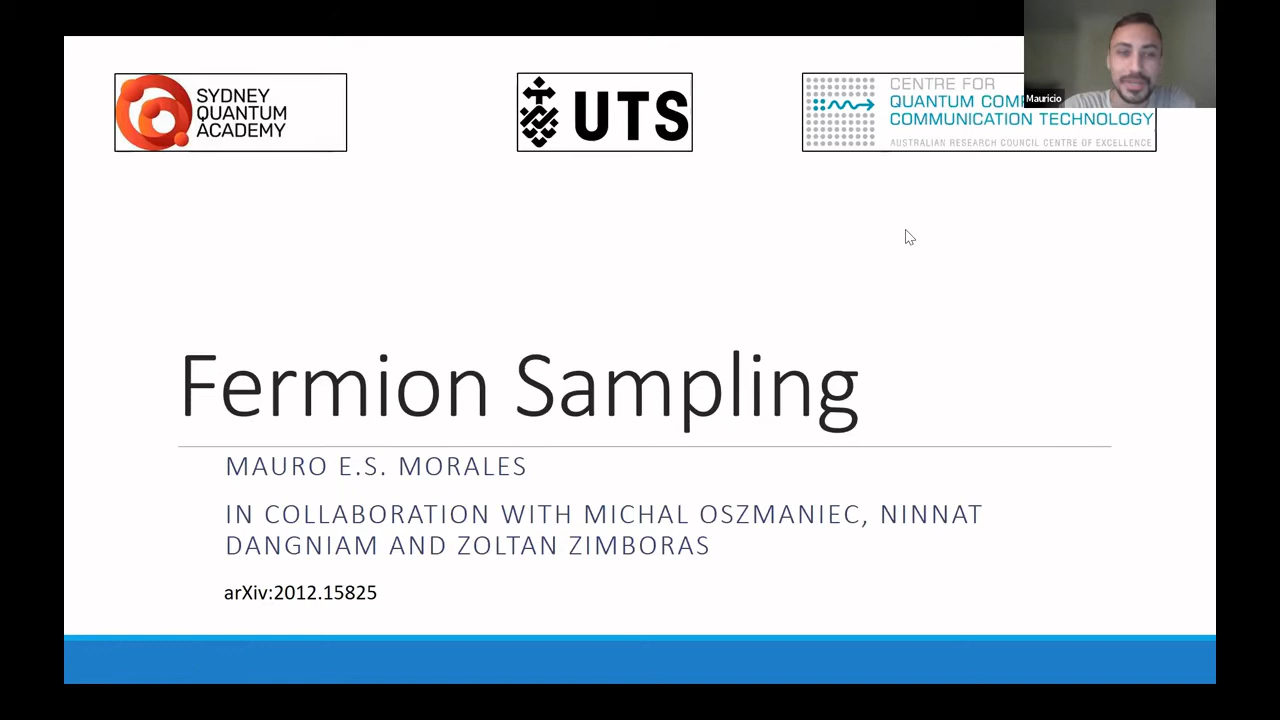 SYDNEY
QUANTUM
ACADEMY
UTS
CENTRE FOR
QUANTUM
COMMUNICATION TECHNOLOGY
AUSTRALIAN RESEARCH COUNCIL CENTRE OF EXCELLENCE
Mauricio
Fermion Sampling
MAURO E.S. MORALES
IN COLLABORATION WITH MICHAL OSZMANIEC, NINNAT
DANGNIAM AND ZOLTAN ZIMBORAS
arXiv:2012.15825